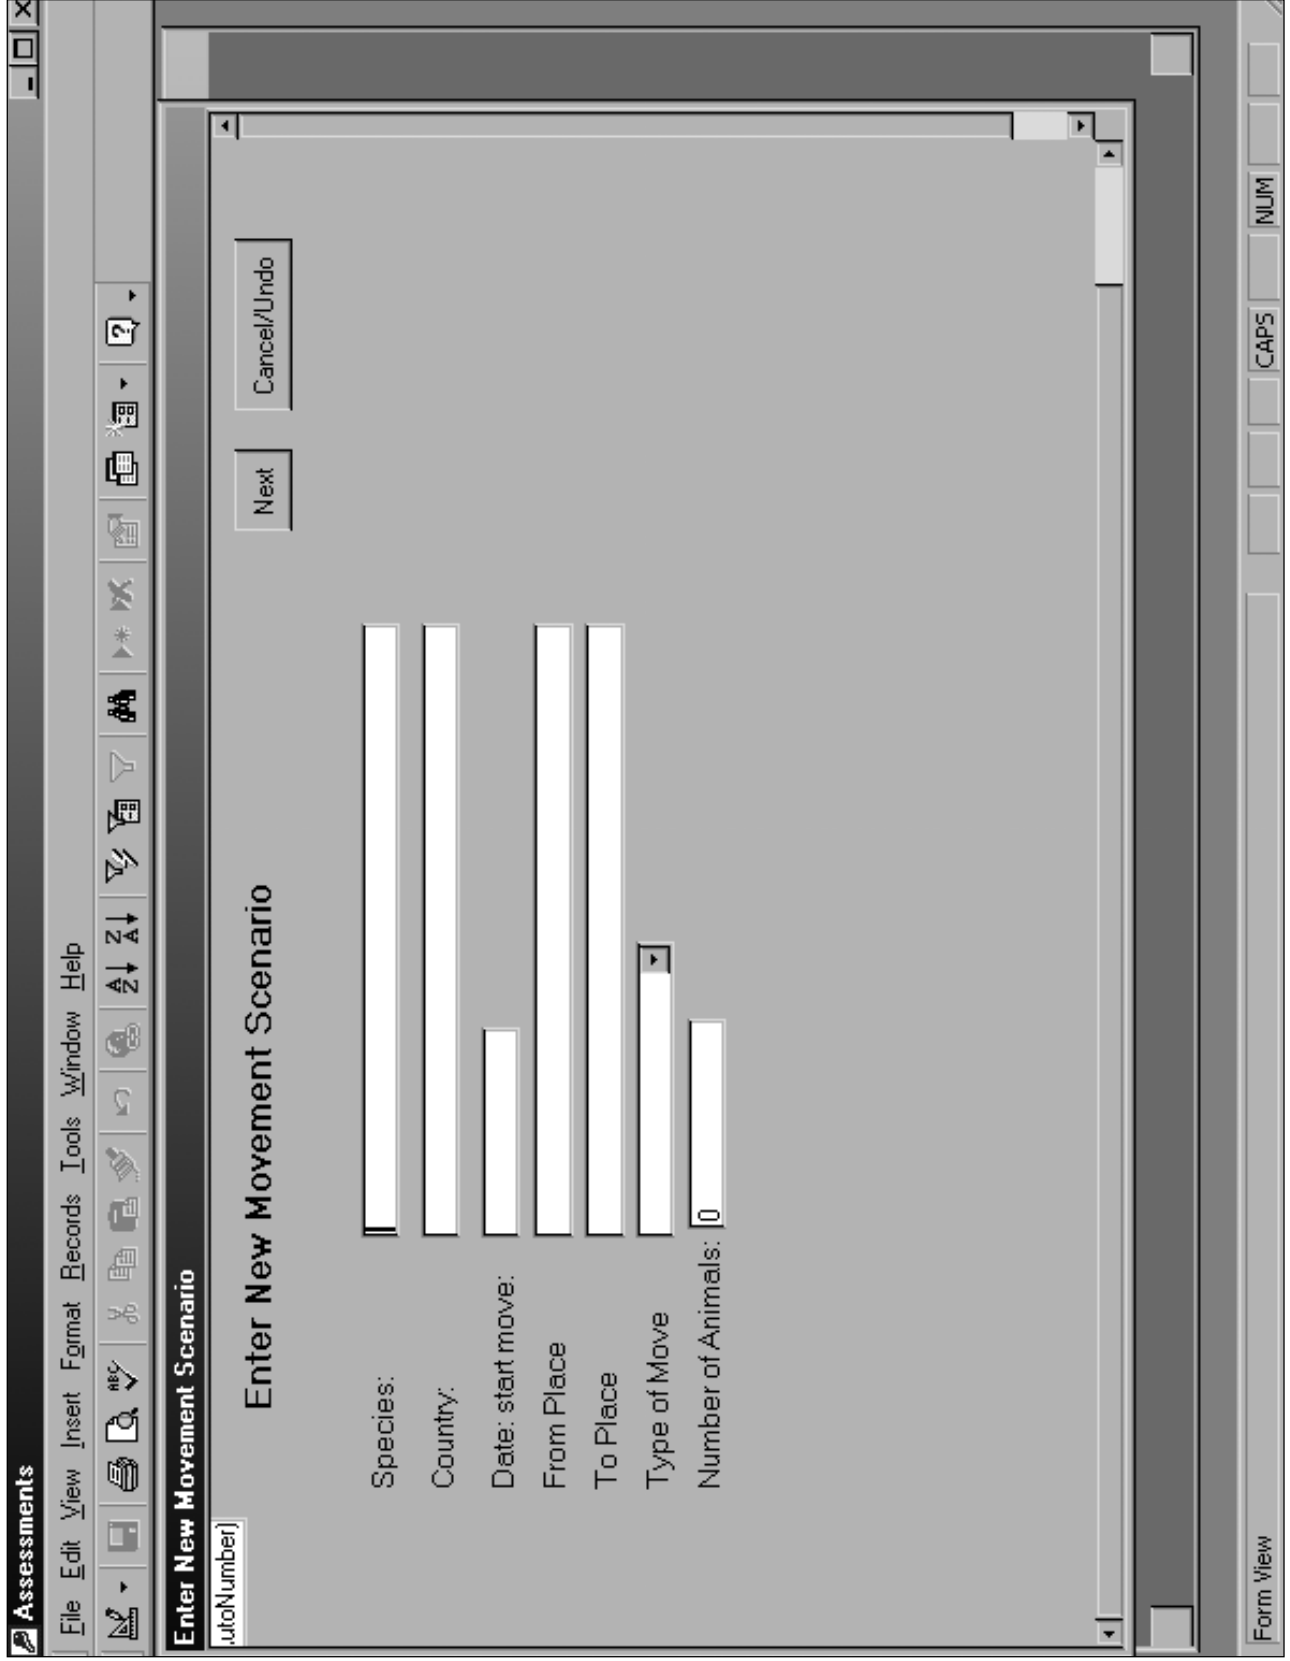 Assessments
File Edit View Insert Format Records Tools Window Help
Enter New Movement Scenario
.utoNumber)
Enter New Movement Scenario
Next
Cancel/Undo
Species:
Country:
Date: start move:
From Place
To Place
Type of Move
Number of Animals: 0
Form View
CAPS
NUM